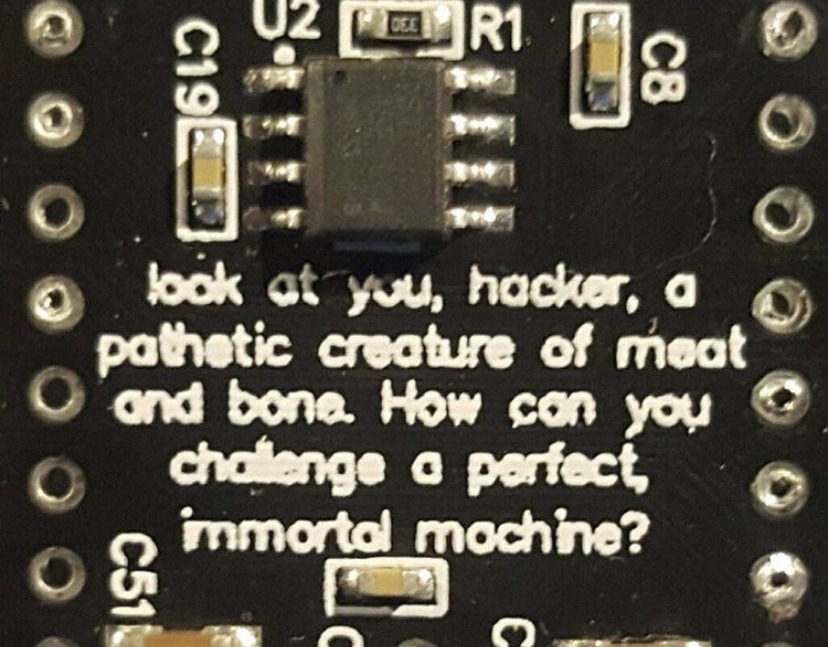 U2
R1
C19
C8
330
look at you, hacker, a
pathetic creature of meat
and bone. How can you
challenge a perfect,
immortal machine?
C51